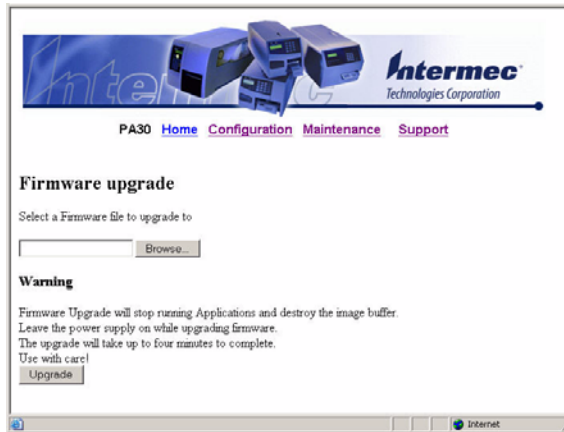 Intermec
Intermec
Technologies Corporation
PA30 Home Configuration Maintenance Support
Firmware upgrade
Select a Firmware file to upgrade to
Browse...
Warning
Firmware Upgrade will stop running Applications and destroy the image buffer.
Leave the power supply on while upgrading firmware.
The upgrade will take up to four minutes to complete.
Use with care!
Upgrade
Internet